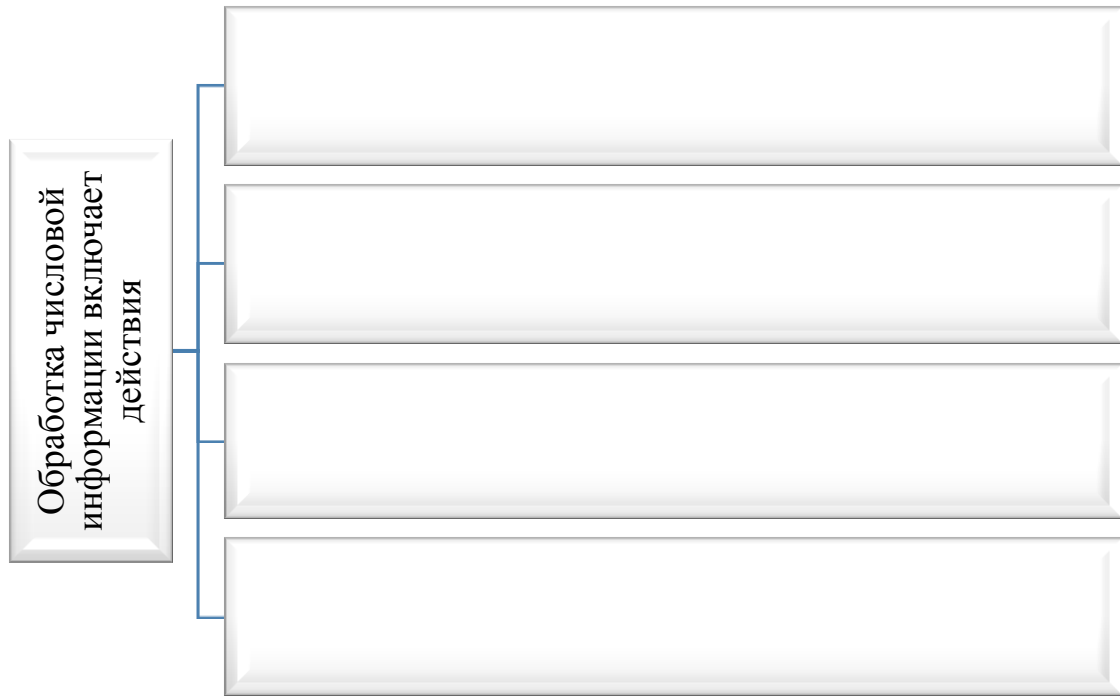 Обработка числовой
информации включает
действия